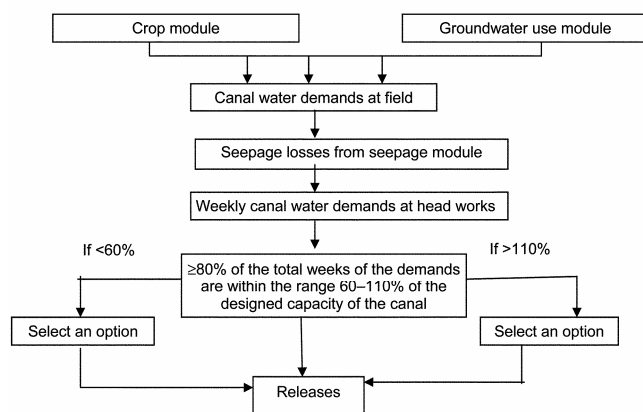 Crop module
Groundwater use module
Canal water demands at field
Seepage losses from seepage module
Weekly canal water demands at head works
If <60%
If >110%
≥80% of the total weeks of the demands
are within the range 60–110% of the
designed capacity of the canal
Select an option
Select an option
Releases